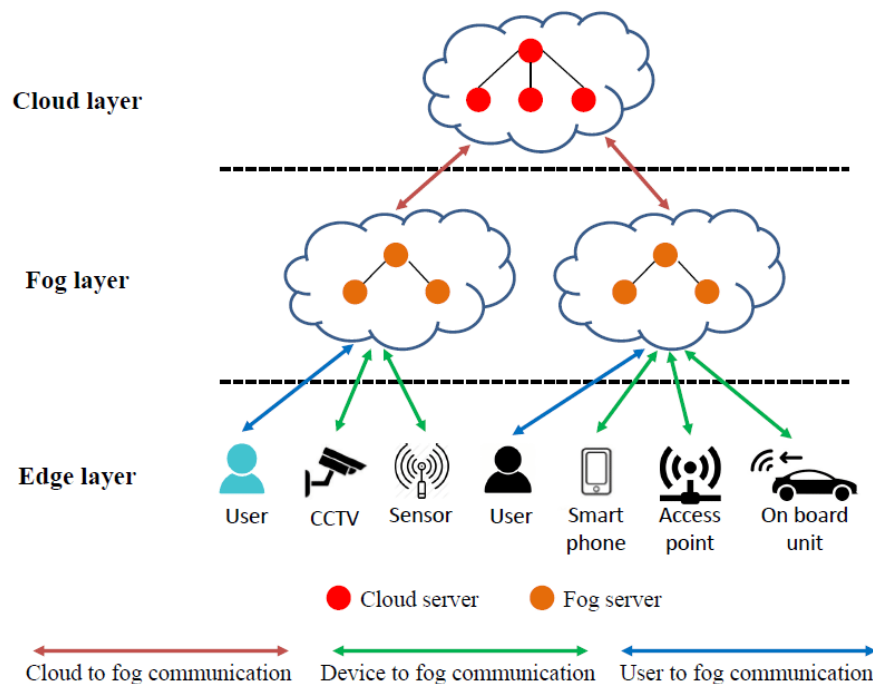 Cloud layer
Fog layer
Edge layer
User
CCTV
Sensor
User
Smart
phone
Access
point
On board
unit
Cloud server
Fog server
Cloud to fog communication
Device to fog communication
User to fog communication